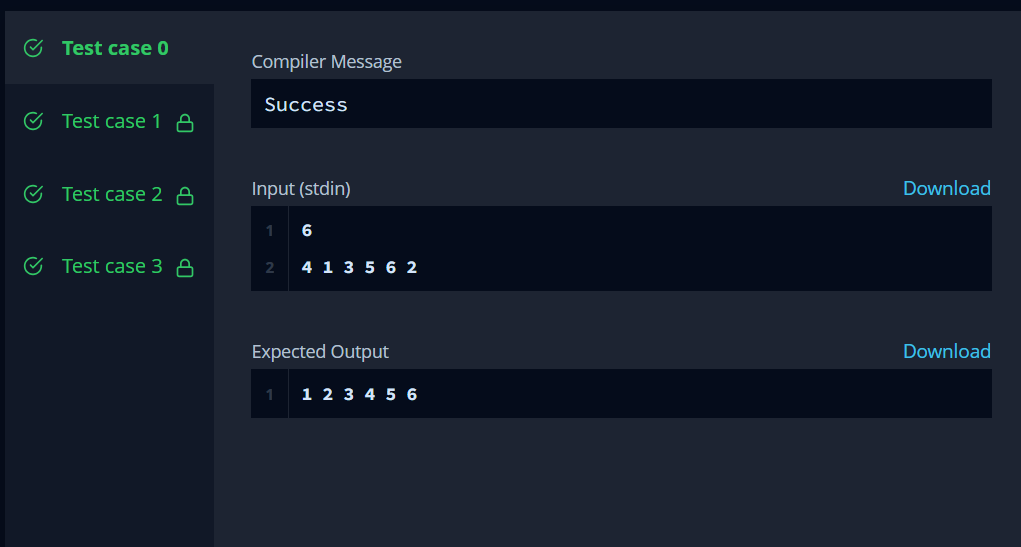 Test case 0
Test case 1
Test case 2
Test case 3
Compiler Message
Success
Input (stdin)
Download
1 6
2 4 1 3 5 6 2
Expected Output
Download
1 1 2 3 4 5 6